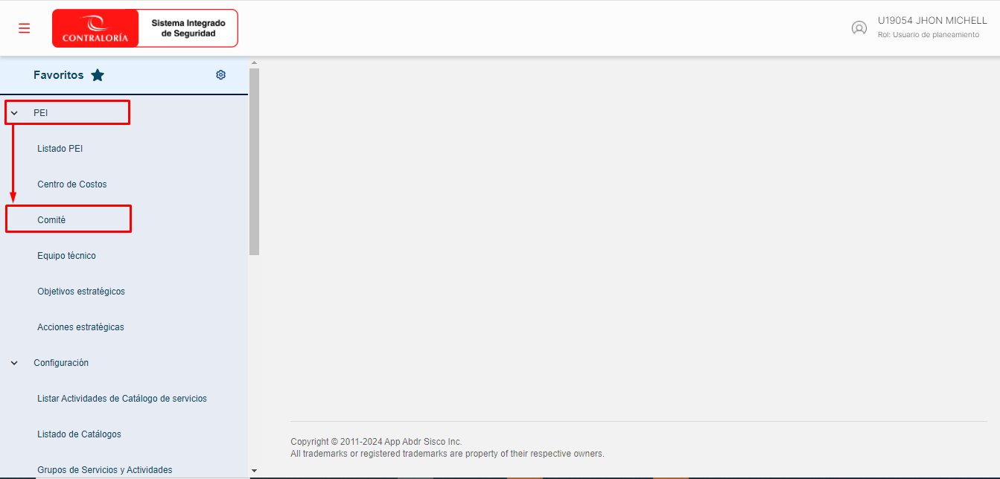 CONTRALORÍA
Sistema Integrado
de Seguridad
U19054 JHON MICHELL
Rol: Usuario de planeamiento
Favoritos
PEI
Listado PEI
Centro de Costos
Comité
Equipo técnico
Objetivos estratégicos
Acciones estratégicas
Configuración
Listar Actividades de Catálogo de servicios
Listado de Catálogos
Grupos de Servicios y Actividades
Copyright © 2011-2024 App Abdr Sisco Inc.
All trademarks or registered trademarks are property of their respective owners.